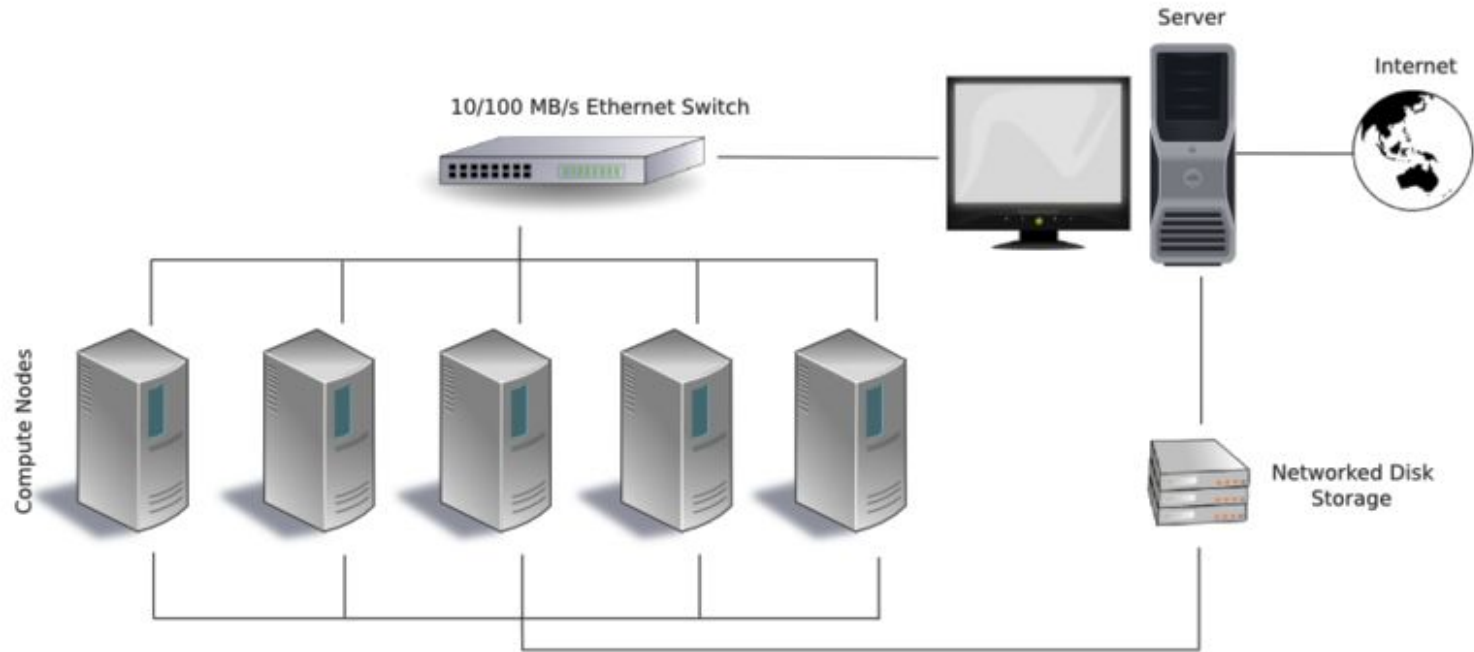 Server
Internet
10/100 MB/s Ethernet Switch
Compute Nodes
Networked Disk
Storage